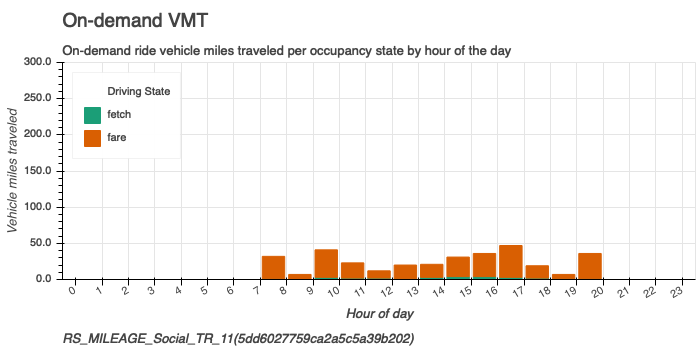 On-demand VMT
On-demand ride vehicle miles traveled per occupancy state by hour of the day
Vehicle miles traveled
300.0
250.0
200.0
150.0
100.0
50.0
0.0
Driving State
fetch
fare
0 1 2 3 4 5 6 7 8 9 10 11 12 13 14 15 16 17 18 19 20 21 22 23
Hour of day
RS_MILEAGE_Social_TR_11(5dd6027759ca2a5c5a39b202)